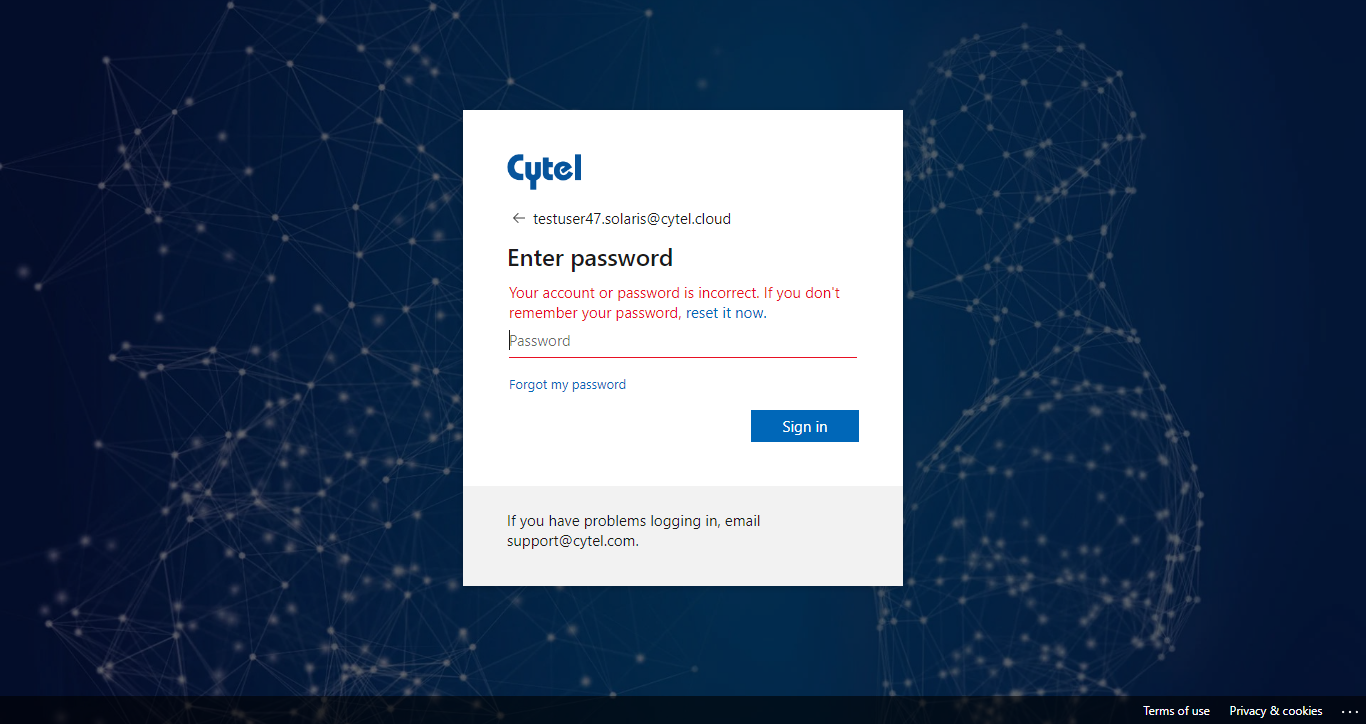 Cytel
testuser47.solaris@cytel.cloud
Enter password
Your account or password is incorrect. If you don't
remember your password, reset it now.
Password
Forgot my password
Sign in
If you have problems logging in, email
support@cytel.com.
Terms of use Privacy & cookies ...